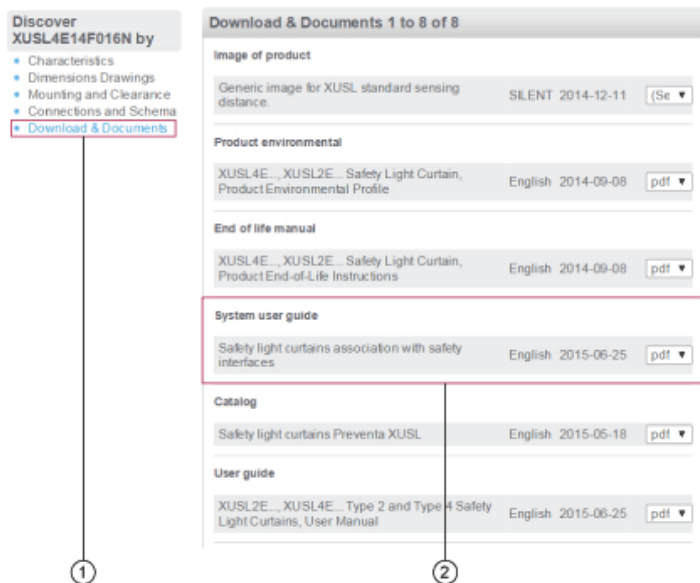 Discover
XUSL4E14F016N by
Characteristics
Dimensions Drawings
Mounting and Clearance
Connections and Schema
Download & Documents
Download & Documents 1 to 8 of 8
Image of product
Generic image for XUSL standard sensing
distance.
SILENT 2014-12-11 (Se ▼
Product environmental
XUSL4E..., XUSL2E... Safety Light Curtain,
Product Environmental Profile
English 2014-09-08 pdf ▼
End of life manual
XUSL4E..., XUSL2E... Safety Light Curtain,
Product End-of-Life Instructions
English 2014-09-08 pdf ▼
System user guide
Safety light curtains association with safety
interfaces
English 2015-06-25 pdf ▼
Catalog
Safety light curtains Preventa XUSL English 2015-05-18 pdf ▼
User guide
XUSL2E..., XUSL4E... Type 2 and Type 4 Safety
Light Curtains, User Manual
English 2015-06-25 pdf ▼
1 2